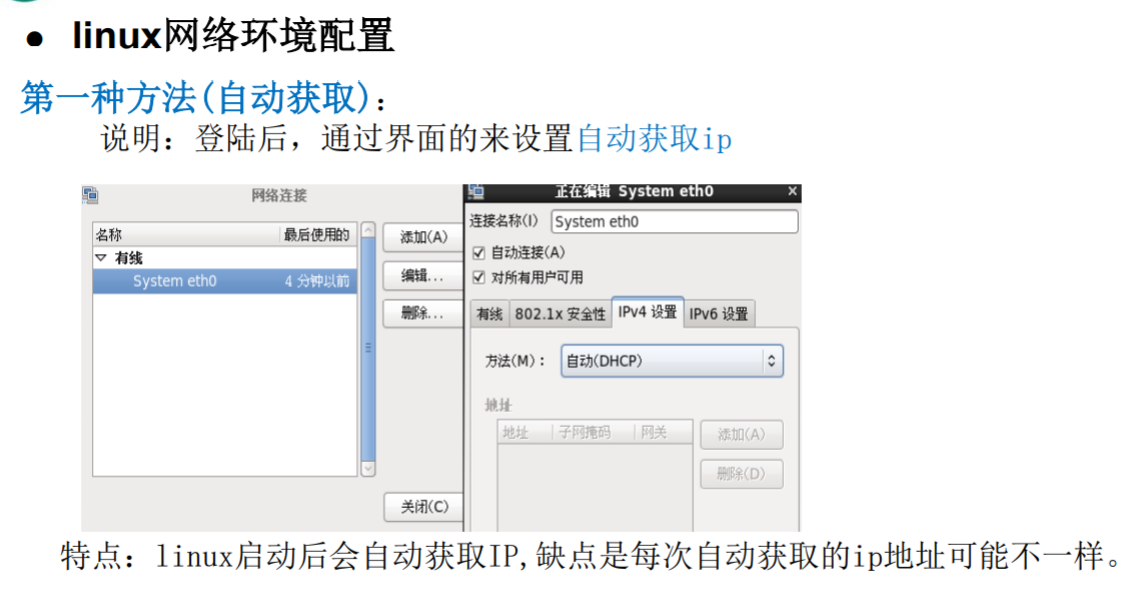 ● linux网络环境配置
第一种方法(自动获取):
说明: 登陆后, 通过界面的来设置自动获取ip
网络连接
名称 最后使用的
▽ 有线
System eth0 4 分钟以前
添加(A)
编辑...
删除...
关闭(C)
正在编辑 System eth0 x
连接名称(I) System eth0
自动连接(A)
对所有用户可用
有线 802.1x 安全性 IPv4 设置 IPv6 设置
方法(M): 自动(DHCP)
地址
地址 子网掩码 网关
添加(A)
删除(D)
特点: linux启动后会自动获取IP,缺点是每次自动获取的ip地址可能不一样。